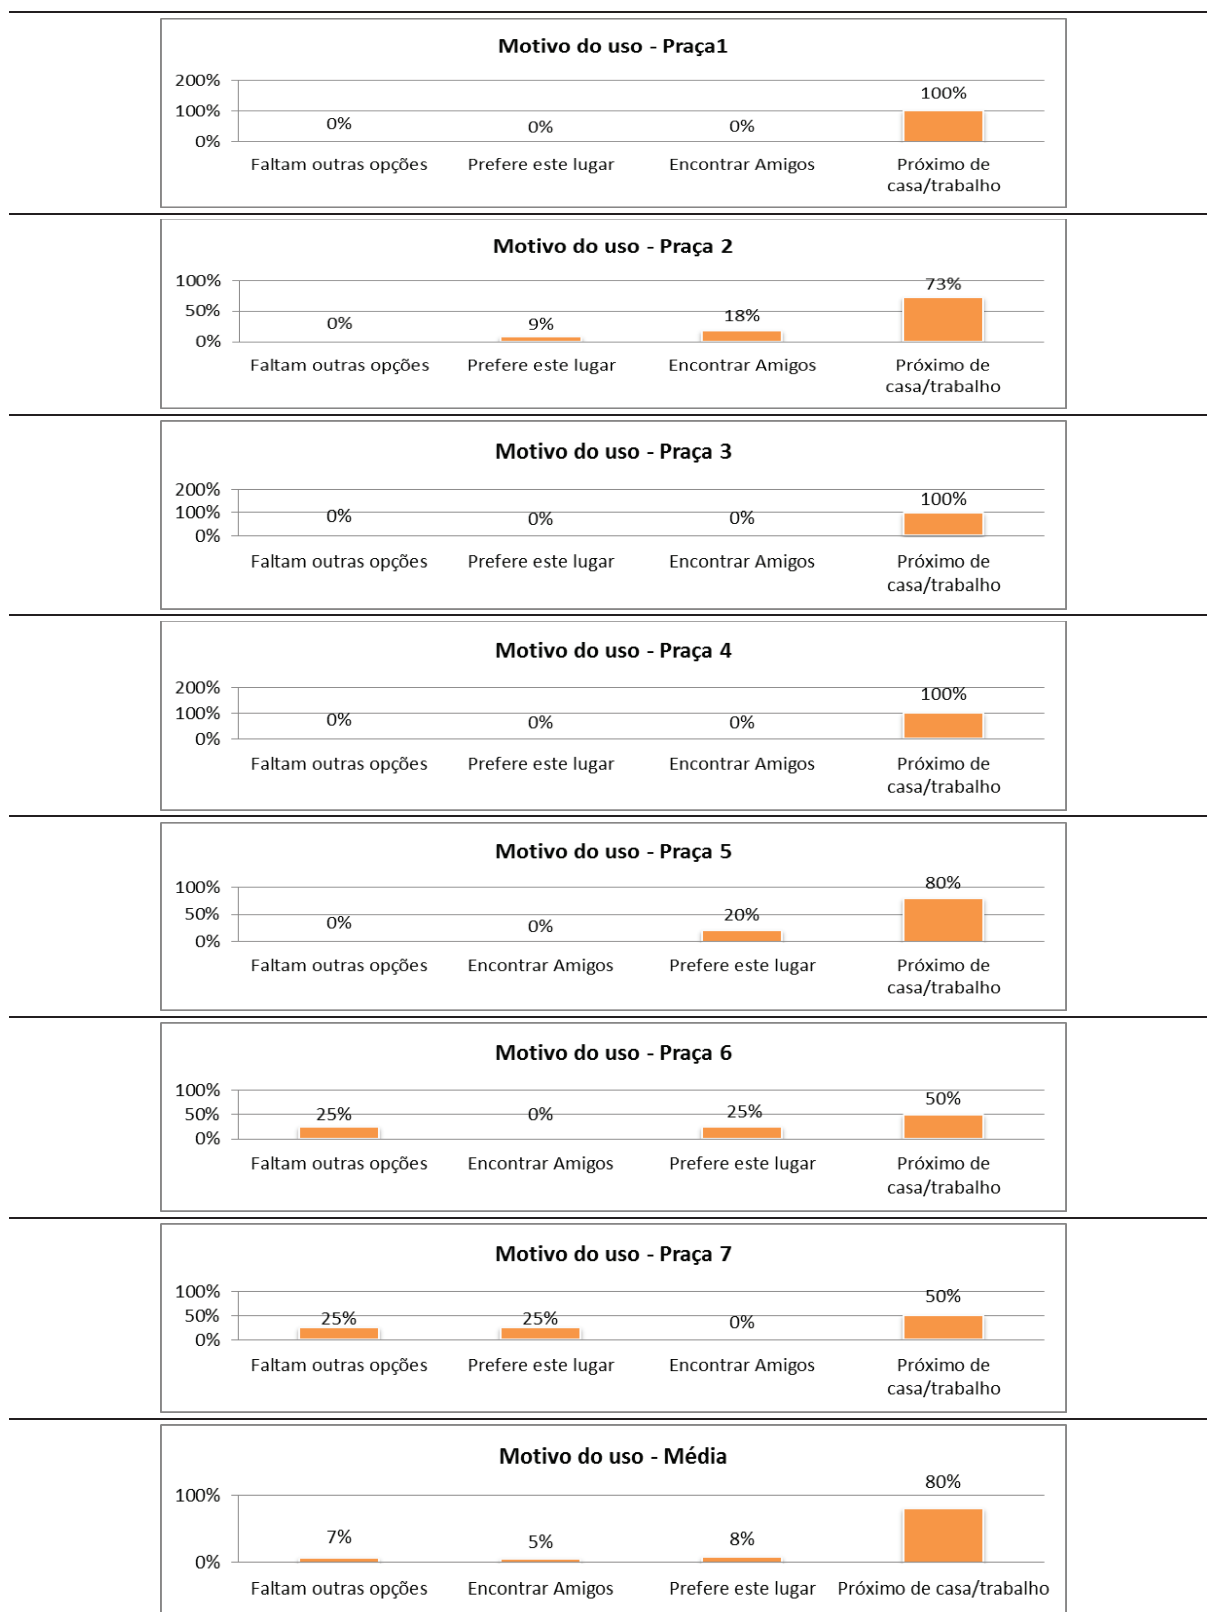 Motivo do uso - Praça1
200%
100%
0%
0%
0%
0%
100%
Faltam outras opções
Prefere este lugar
Encontrar Amigos
Próximo de
casa/trabalho
Motivo do uso - Praça 2
100%
50%
0%
0%
9%
18%
73%
Faltam outras opções
Prefere este lugar
Encontrar Amigos
Próximo de
casa/trabalho
Motivo do uso - Praça 3
200%
100%
0%
0%
0%
0%
100%
Faltam outras opções
Prefere este lugar
Encontrar Amigos
Próximo de
casa/trabalho
Motivo do uso - Praça 4
200%
100%
0%
0%
0%
0%
100%
Faltam outras opções
Prefere este lugar
Encontrar Amigos
Próximo de
casa/trabalho
Motivo do uso - Praça 5
100%
50%
0%
0%
0%
20%
80%
Faltam outras opções
Encontrar Amigos
Prefere este lugar
Próximo de
casa/trabalho
Motivo do uso - Praça 6
100%
50%
0%
25%
0%
25%
50%
Faltam outras opções
Encontrar Amigos
Prefere este lugar
Próximo de
casa/trabalho
Motivo do uso - Praça 7
100%
50%
0%
25%
25%
0%
50%
Faltam outras opções
Prefere este lugar
Encontrar Amigos
Próximo de
casa/trabalho
Motivo do uso - Média
100%
0%
7%
5%
8%
80%
Faltam outras opções
Encontrar Amigos
Prefere este lugar
Próximo de casa/trabalho